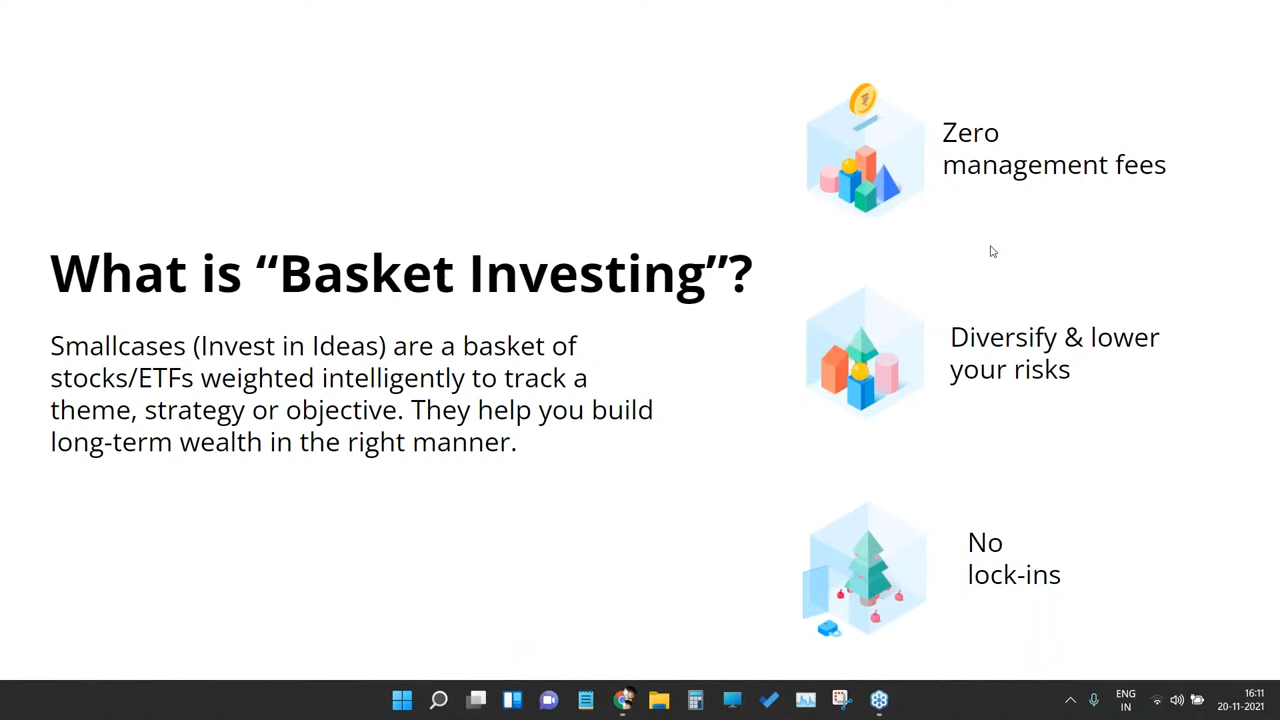 What is “Basket Investing”?
Smallcases (Invest in Ideas) are a basket of
stocks/ETFs weighted intelligently to track a
theme, strategy or objective. They help you build
long-term wealth in the right manner.
Zero
management fees
Diversify & lower
your risks
No
lock-ins
ENG
IN
16:11
20-11-2021